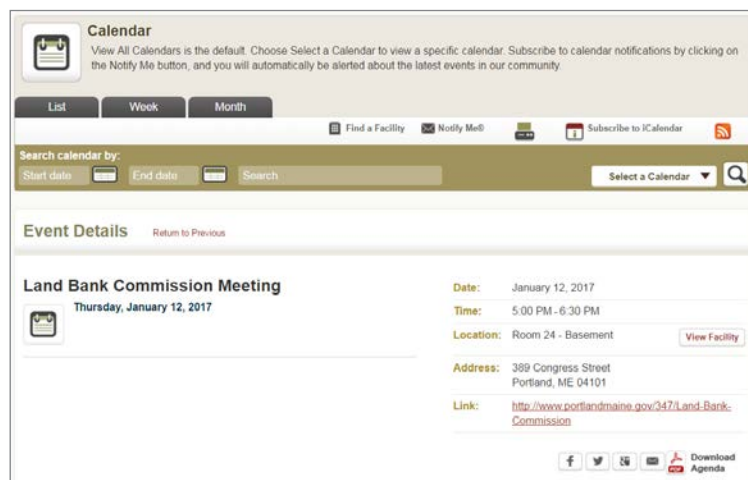 Calendar
View All Calendars is the default. Choose Select a Calendar to view a specific calendar. Subscribe to calendar notifications by clicking on
the Notify Me button, and you will automatically be alerted about the latest events in our community.
List Week Month
Find a Facility Notify Me® Subscribe to iCalendar
Search calendar by:
Start date End date Search Select a Calendar
Event Details Return to Previous
Land Bank Commission Meeting
Thursday, January 12, 2017
Date: January 12, 2017
Time: 5:00 PM - 6:30 PM
Location: Room 24 - Basement View Facility
Address: 389 Congress Street
Portland, ME 04101
Link: http://www.portlandmaine.gov/347/Land-Bank-
Commission
Download
Agenda